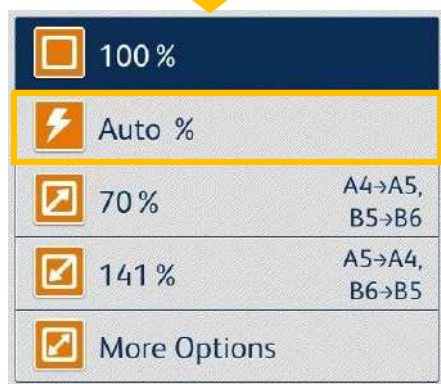 100 %
Auto %
70 %
A4→A5,
B5→B6
141 %
A5→A4,
B6→B5
More Options